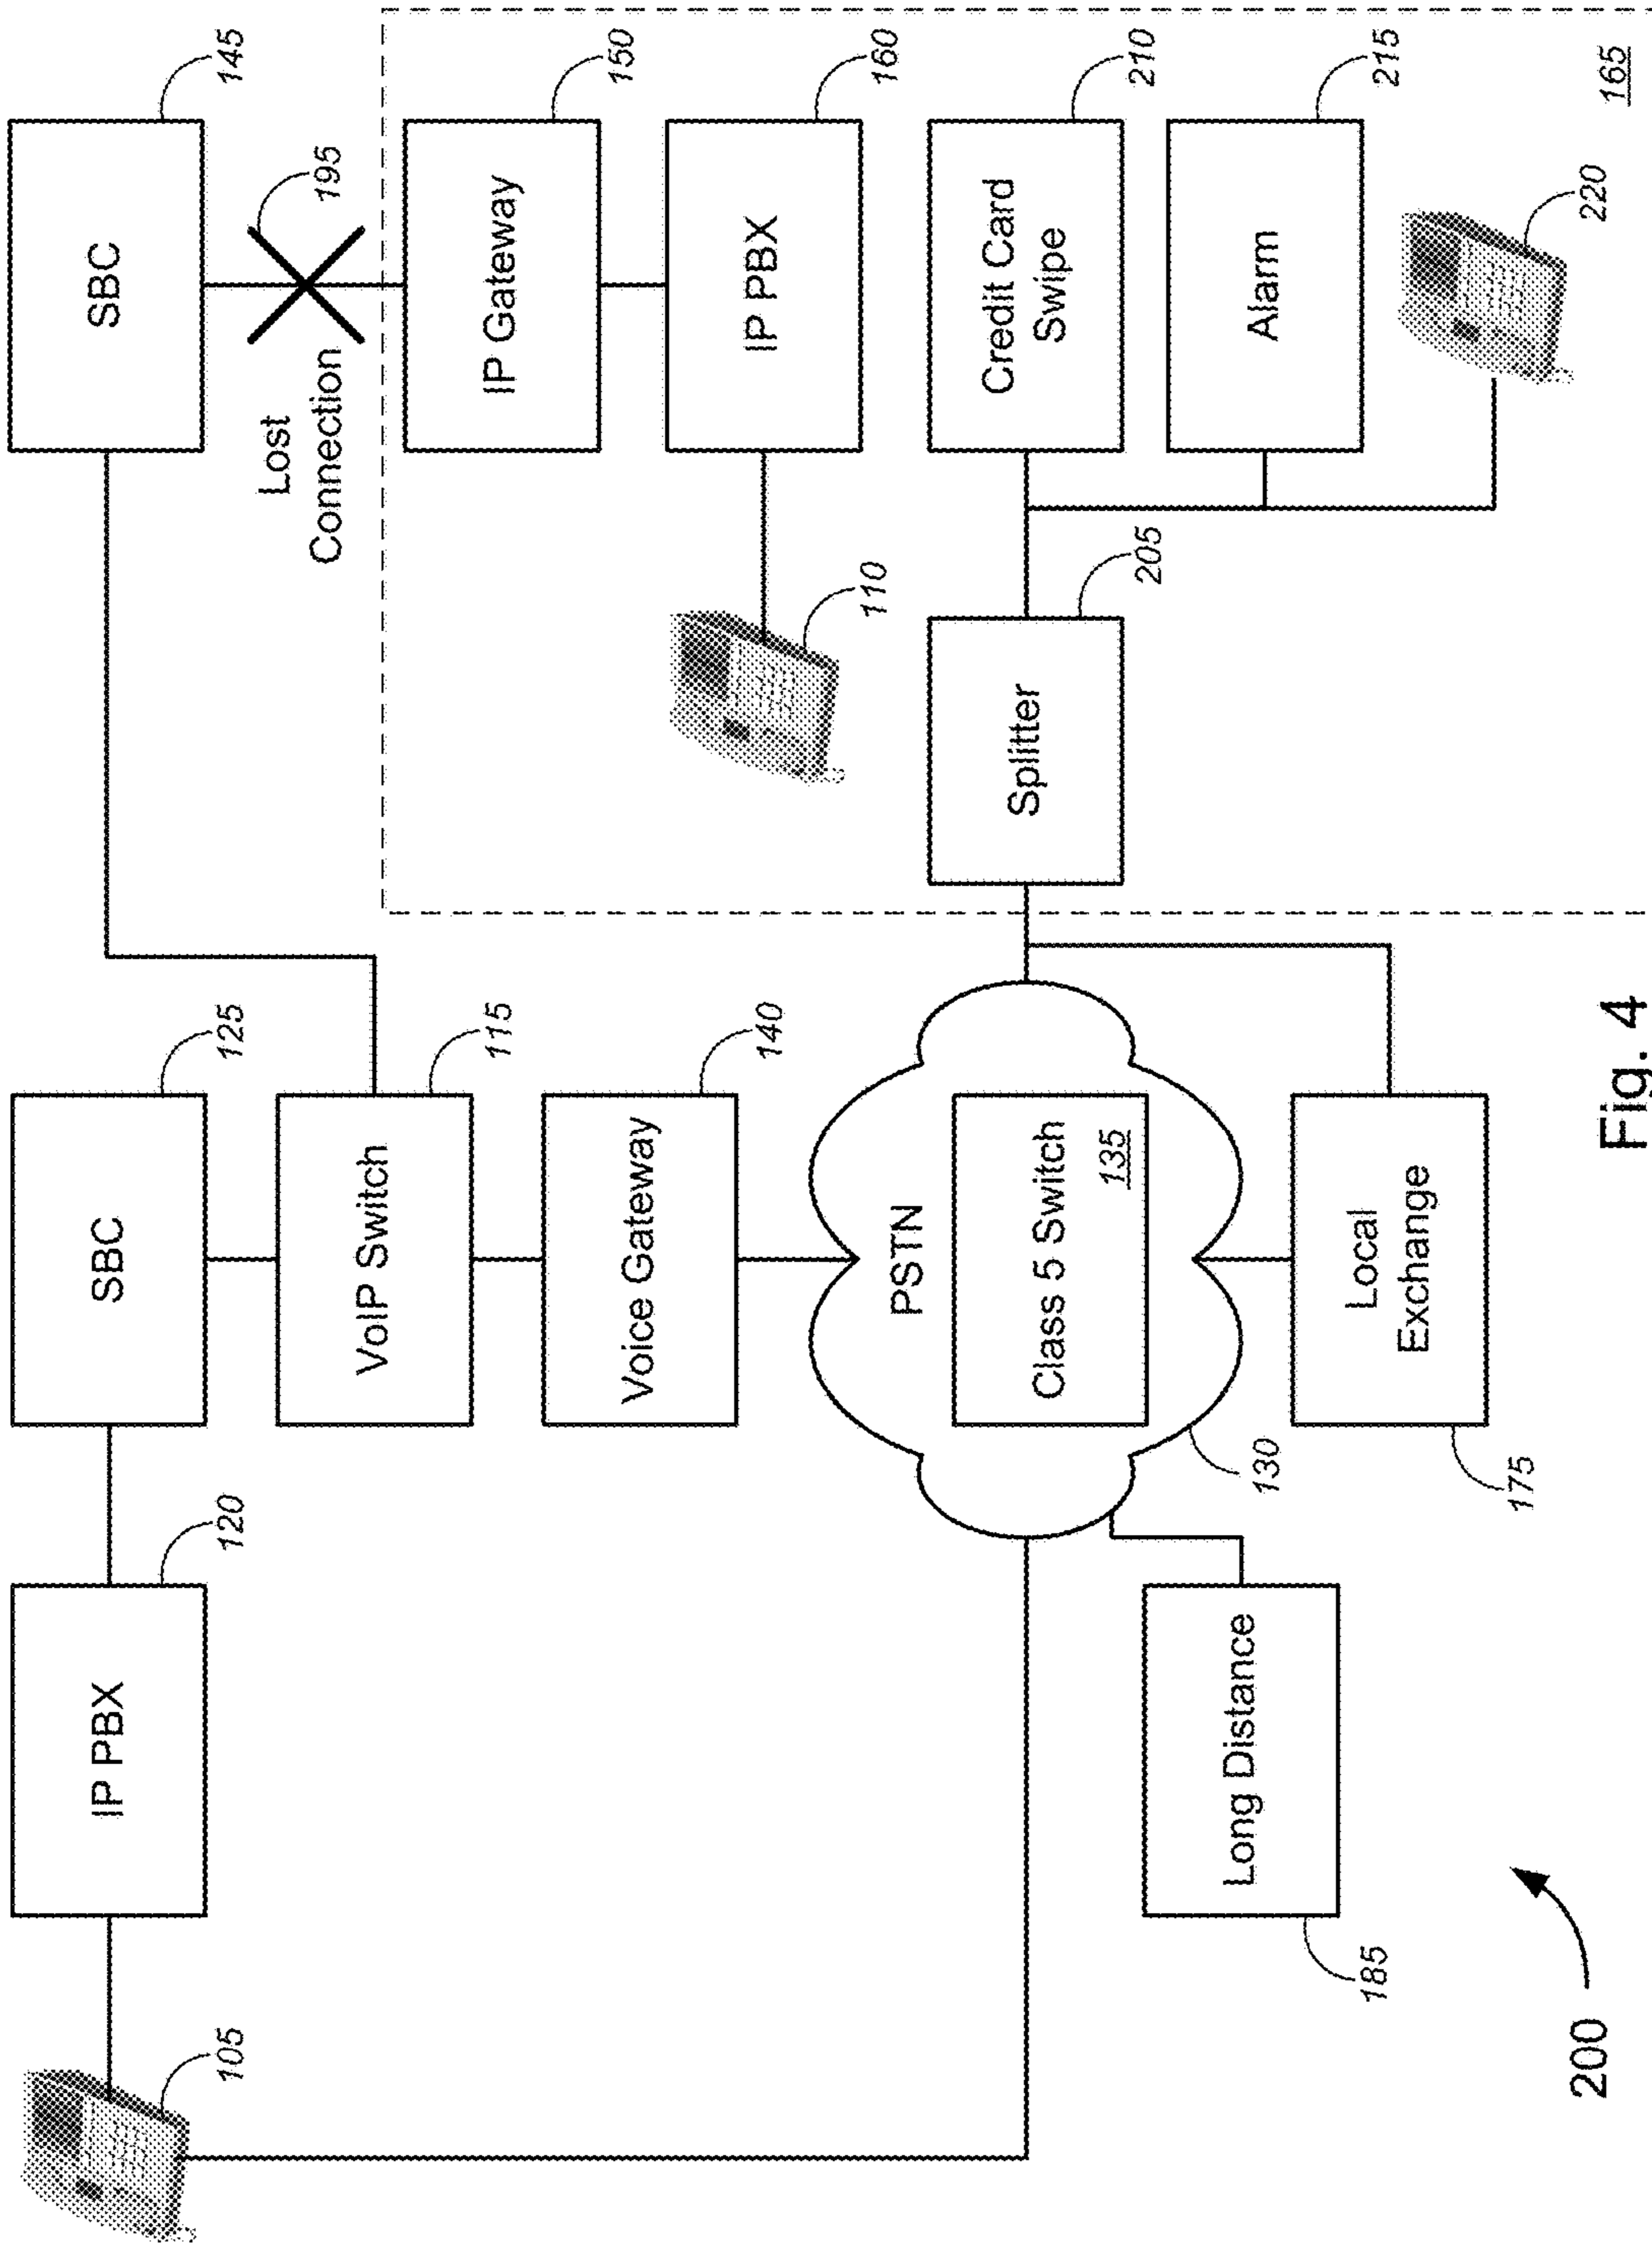 105
IP PBX
120
SBC
125
SBC
145
VoIP Switch
115
Lost
Connection
195
Voice Gateway
140
IP Gateway
150
110
IP PBX
160
PSTN
Class 5 Switch
135
130
Splitter
205
Credit Card
Swipe
210
Long Distance
185
Local
Exchange
175
Alarm
215
220
165
200
Fig. 4